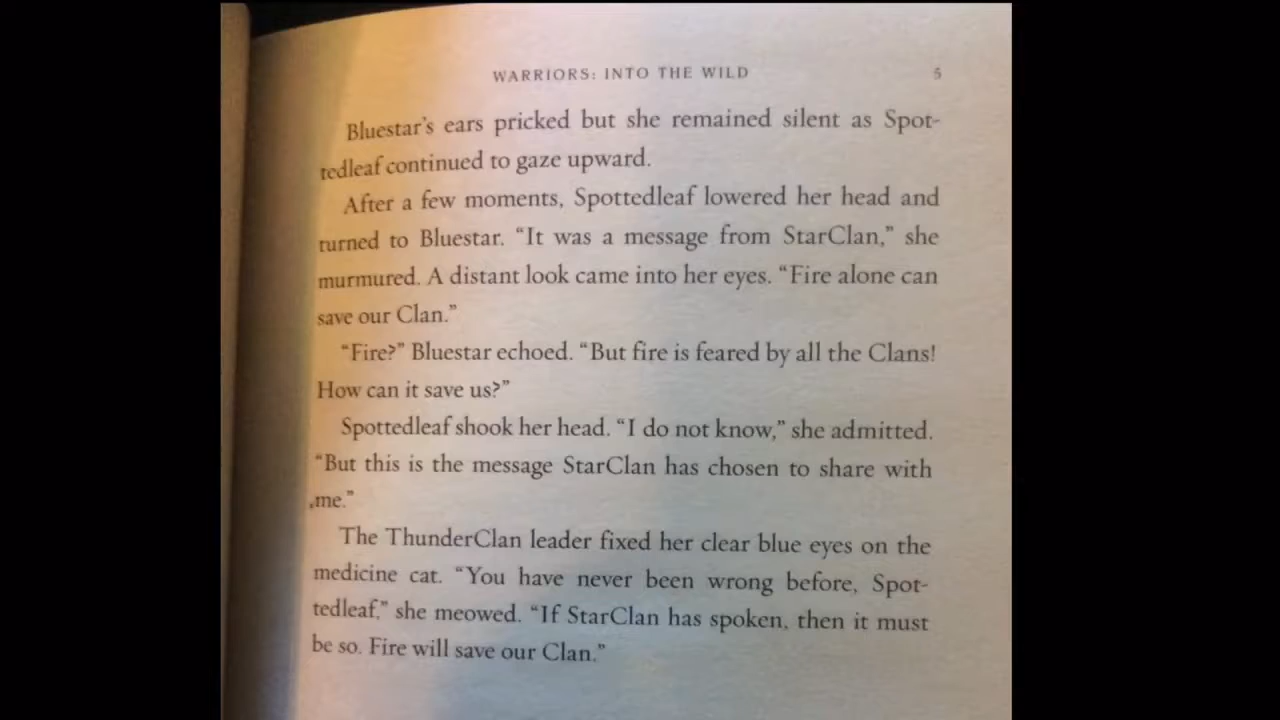 WARRIORS: INTO THE WILD 5
Bluestar's ears pricked but she remained silent as Spot-
tedleaf continued to gaze upward.
After a few moments, Spottedleaf lowered her head and
turned to Bluestar. “It was a message from StarClan,” she
murmured. A distant look came into her eyes. “Fire alone can
save our Clan.”
“Fire?” Bluestar echoed. “But fire is feared by all the Clans!
How can it save us?”
Spottedleaf shook her head. “I do not know,” she admitted.
“But this is the message StarClan has chosen to share with
me.”
The ThunderClan leader fixed her clear blue eyes on the
medicine cat. “You have never been wrong before, Spot-
tedleaf,” she meowed. “If StarClan has spoken, then it must
be so. Fire will save our Clan.”